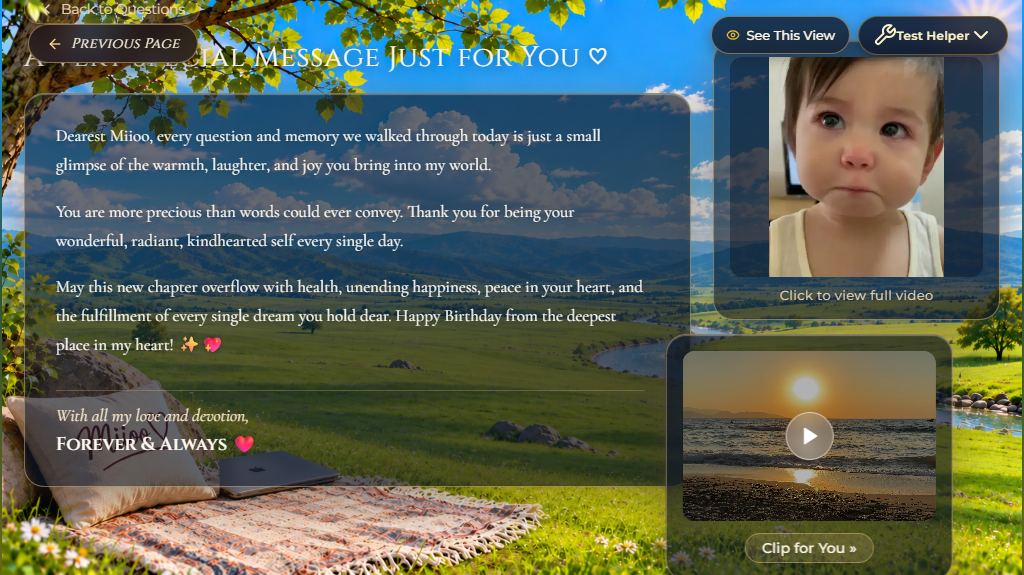 Back to Questions
PREVIOUS PAGE
See This View
Test Helper
A VERY SPECIAL MESSAGE JUST FOR YOU ♡
Dearest Miioo, every question and memory we walked through today is just a small
glimpse of the warmth, laughter, and joy you bring into my world.
You are more precious than words could ever convey. Thank you for being your
wonderful, radiant, kindhearted self every single day.
May this new chapter overflow with health, unending happiness, peace in your heart, and
the fulfillment of every single dream you hold dear. Happy Birthday from the deepest
place in my heart! ✨ 💖
With all my love and devotion,
FOREVER & ALWAYS 💖
Click to view full video
Clip for You »